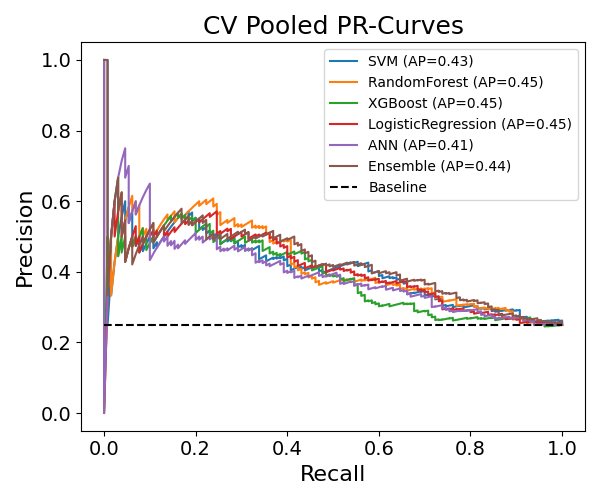 CV Pooled PR-Curves
Precision
1.0
0.8
0.6
0.4
0.2
0.0
SVM (AP=0.43)
RandomForest (AP=0.45)
XGBoost (AP=0.45)
LogisticRegression (AP=0.45)
ANN (AP=0.41)
Ensemble (AP=0.44)
Baseline
0.0 0.2 0.4 0.6 0.8 1.0
Recall